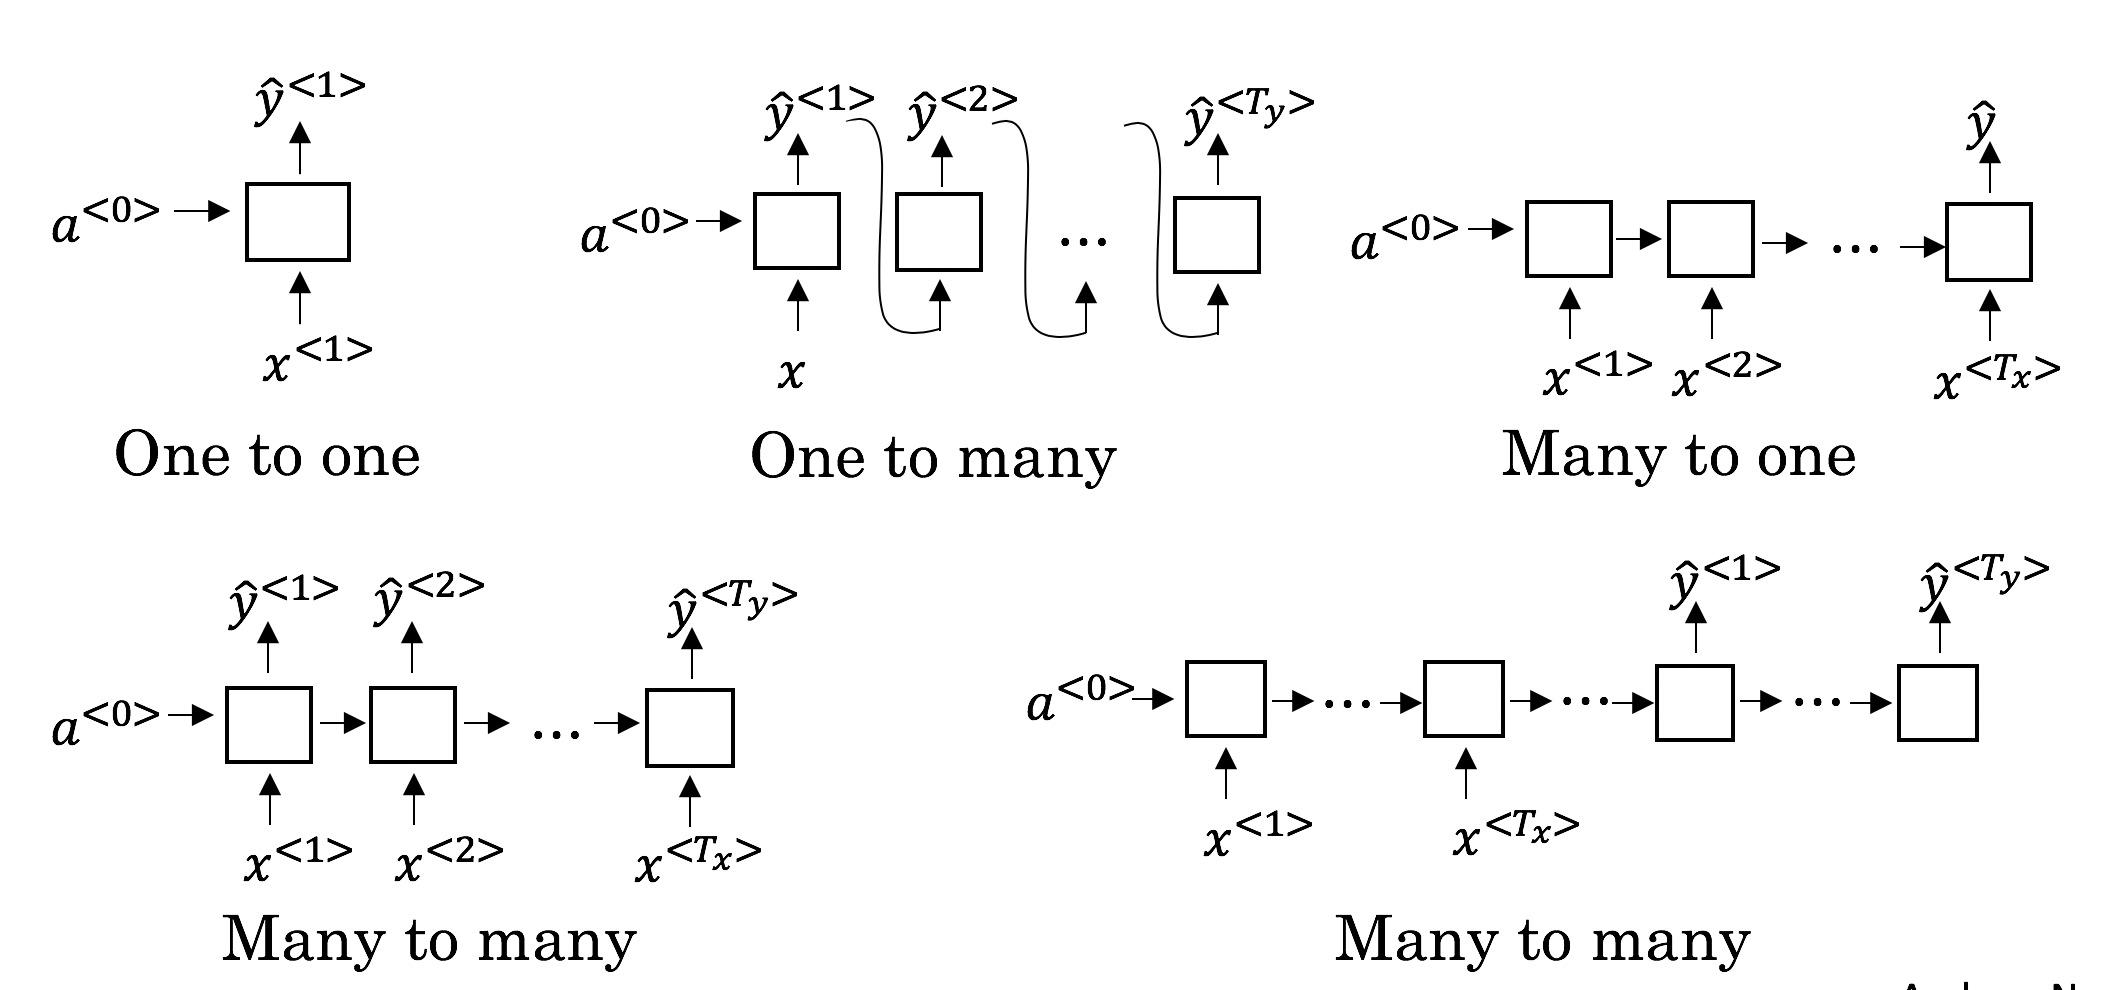 ŷ<1>
a<0>
x<1>
One to one
ŷ<1> ŷ<2> ŷ<Ty>
a<0> ...
x
One to many
ŷ
a<0> ...
x<1> x<2> x<Tx>
Many to one
ŷ<1> ŷ<2> ŷ<Ty>
a<0> ...
x<1> x<2> x<Tx>
Many to many
ŷ<1> ŷ<Ty>
a<0> ... ... ...
x<1> x<Tx>
Many to many